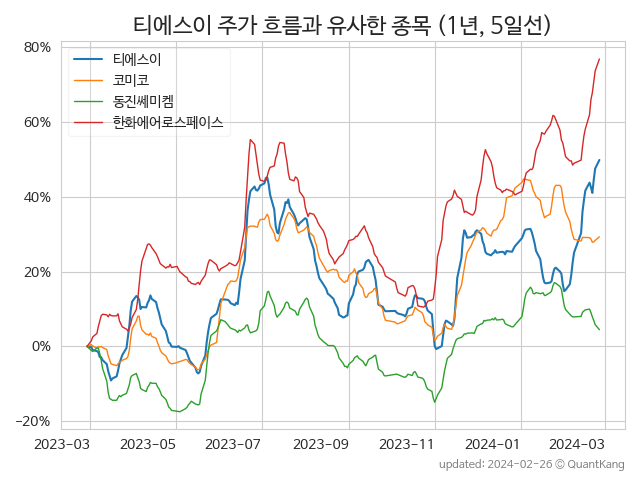 티에스이 주가 흐름과 유사한 종목 (1년, 5일선)
80%
60%
40%
20%
0%
−20%
티에스이
코미코
동진쎄미켐
한화에어로스페이스
2023-03 2023-05 2023-07 2023-09 2023-11 2024-01 2024-03
updated: 2024-02-26 © QuantKang